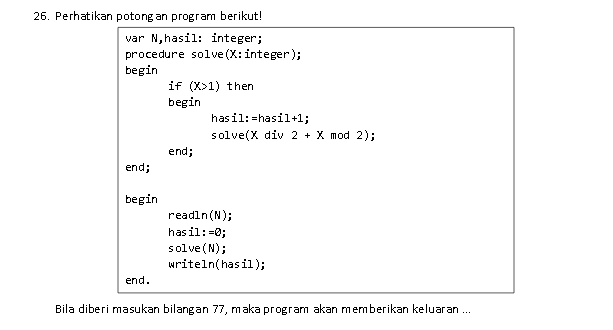 26. Perhatikan potongan program berikut!
var N,hasil: integer;
procedure solve(X:integer);
begin
if (X>1) then
begin
hasil:=hasil+1;
solve(X div 2 + X mod 2);
end;
end;
begin
readln(N);
hasil:=0;
solve(N);
writeln(hasil);
end.
Bila diberi masukan bilangan 77, maka program akan memberikan keluaran ...